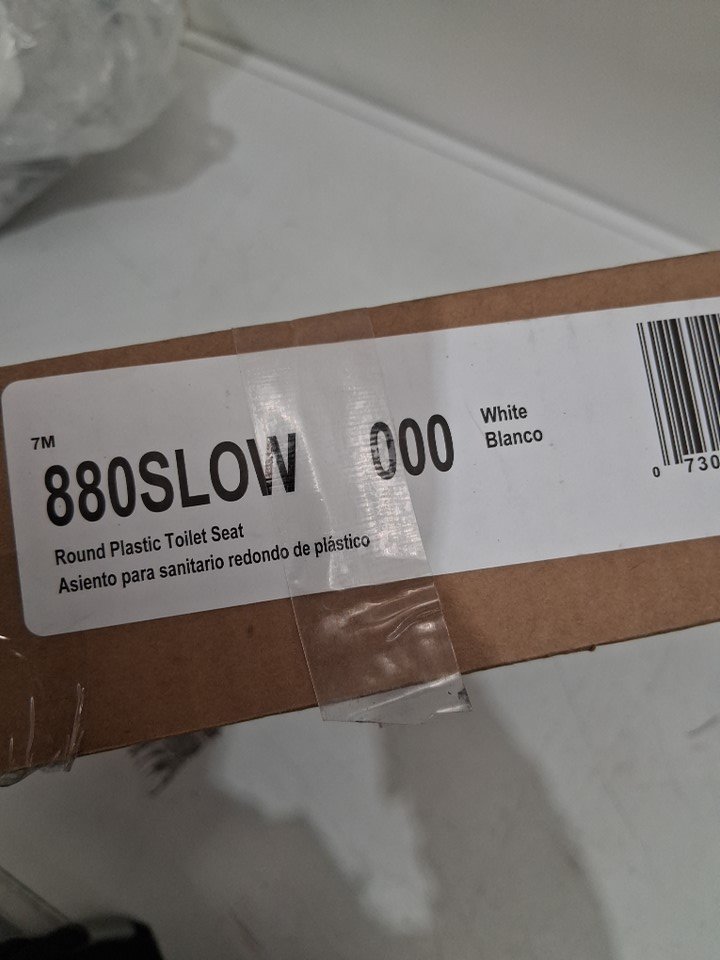 7M
880SLOW 000
White
Blanco
Round Plastic Toilet Seat
Asiento para sanitario redondo de plástico
0 730